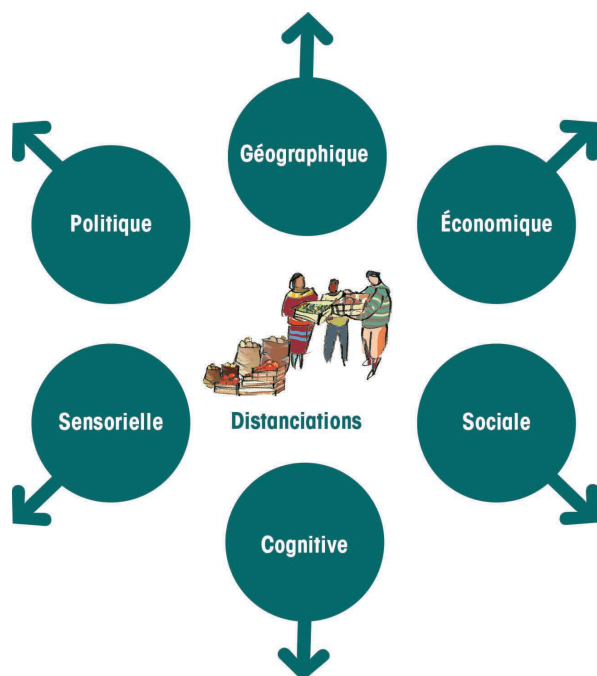 Géographique
Politique
Économique
Sensorielle
Distanciations
Sociale
Cognitive